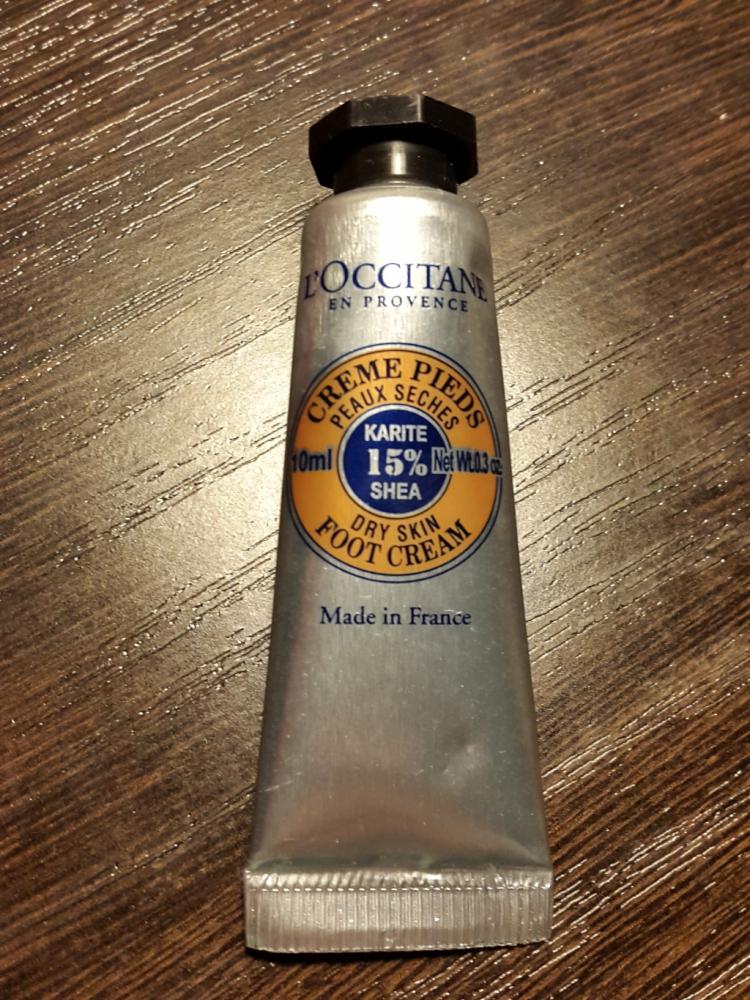 L'OCCITANE
EN PROVENCE
CREME PIEDS
PEAUX SECHES
KARITE
10ml 15% Net Wt.0.3 oz.
SHEA
DRY SKIN
FOOT CREAM
Made in France